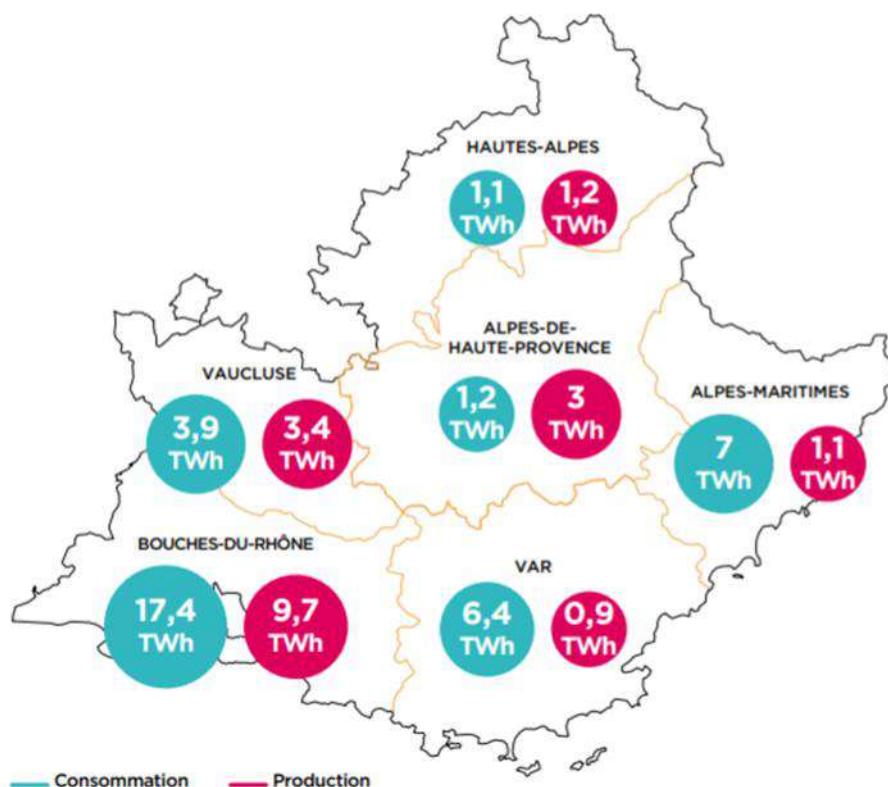 HAUTES-ALPES
1,1
TWh
1,2
TWh
ALPES-DE-
HAUTE-PROVENCE
1,2
TWh
3
TWh
VAUCLUSE
3,9
TWh
3,4
TWh
ALPES-MARITIMES
7
TWh
1,1
TWh
BOUCHES-DU-RHÔNE
17,4
TWh
9,7
TWh
VAR
6,4
TWh
0,9
TWh
Consommation
Production